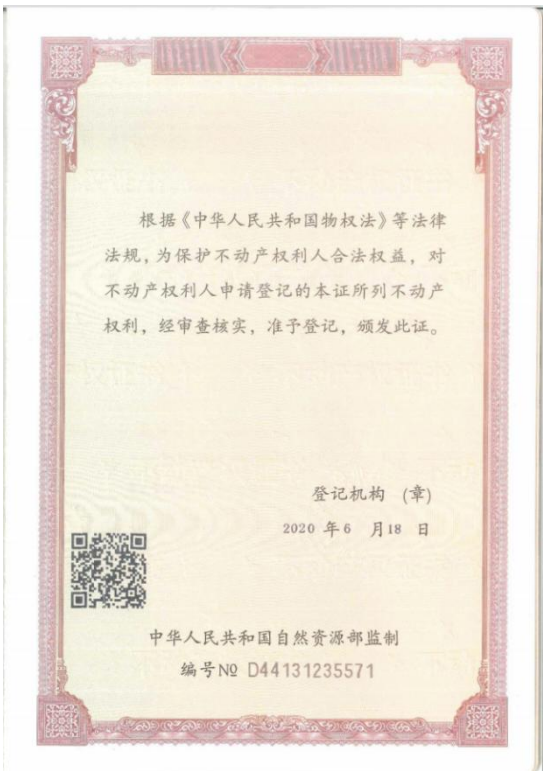 根据《中华人民共和国物权法》等法律
法规，为保护不动产权利人合法权益，对
不动产权利人申请登记的本证所列不动产
权利，经审查核实，准予登记，颁发此证。
登记机构 (章)
2020 年 6 月 18 日
中华人民共和国自然资源部监制
编号№ D44131235571